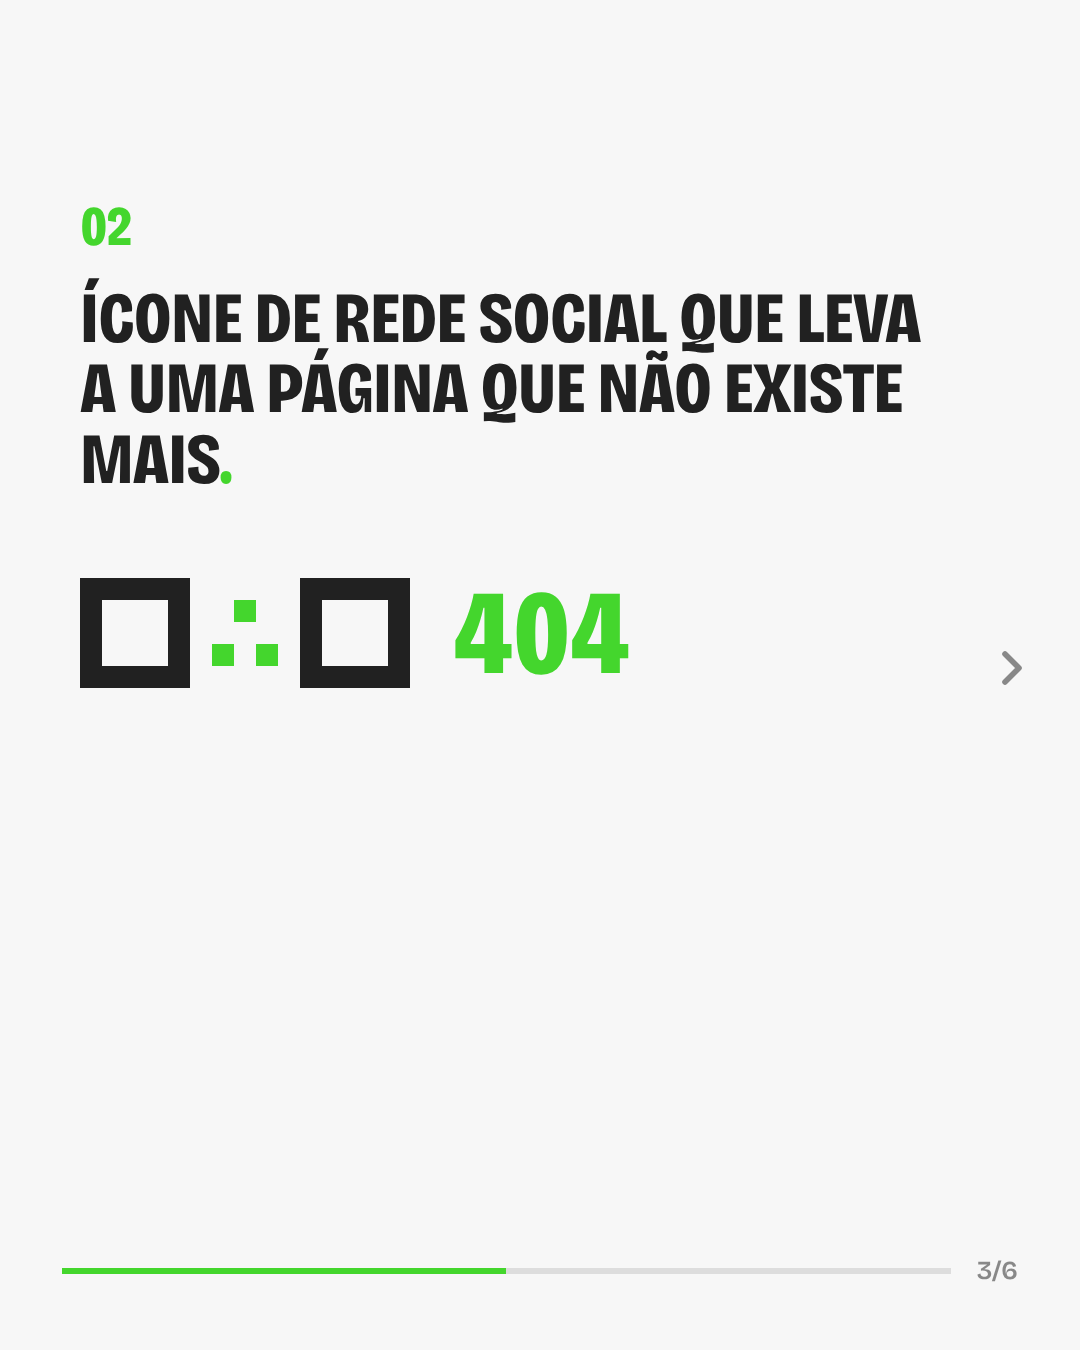 02
ÍCONE DE REDE SOCIAL QUE LEVA
A UMA PÁGINA QUE NÃO EXISTE
MAIS.
404
3/6